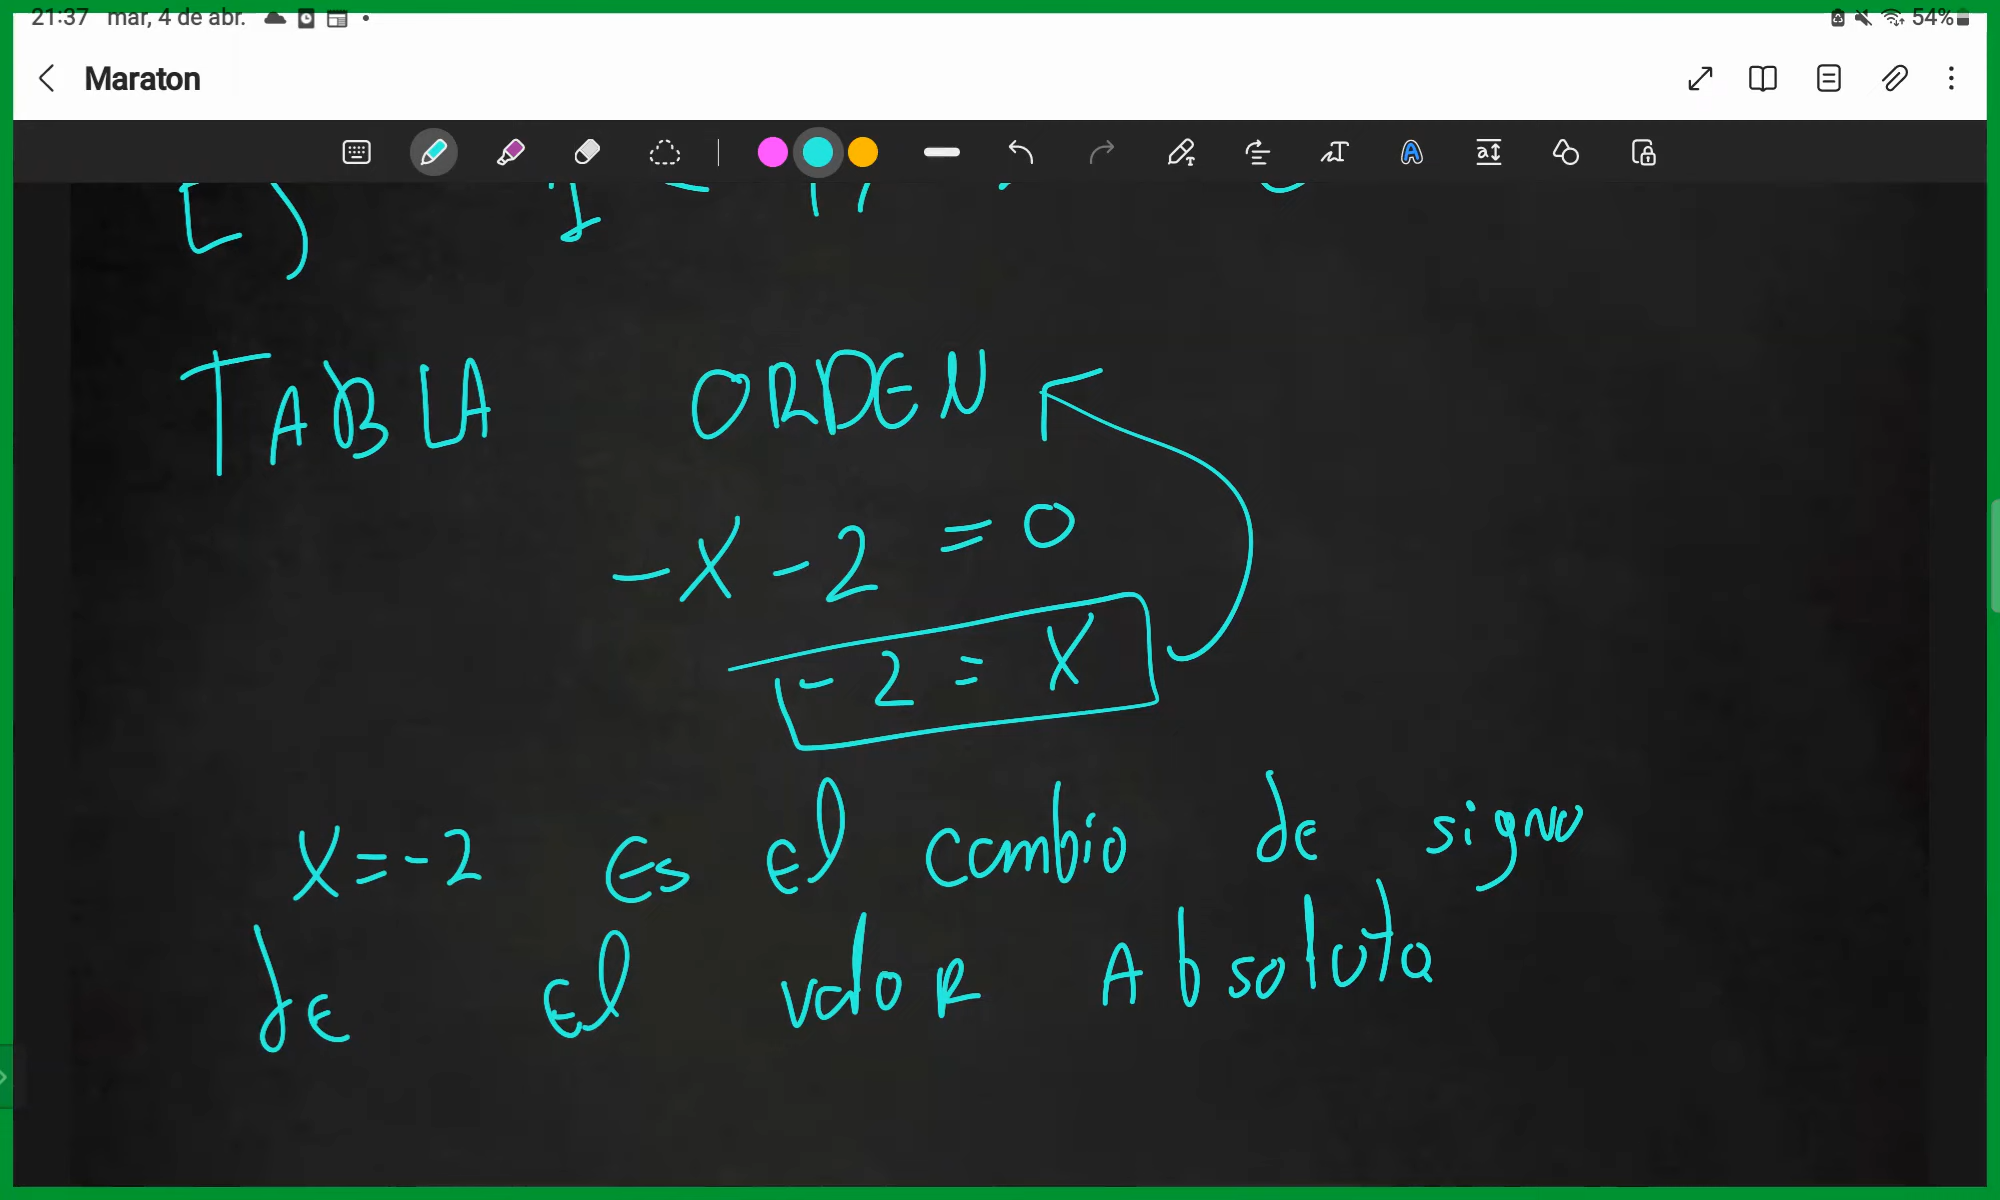 21:37 mar, 4 de abr. 54%
Maraton
TABLA ORDEN
-x-2 = 0
-2 = x
x=-2 Es El cambio de signo
de el valor Absoluto